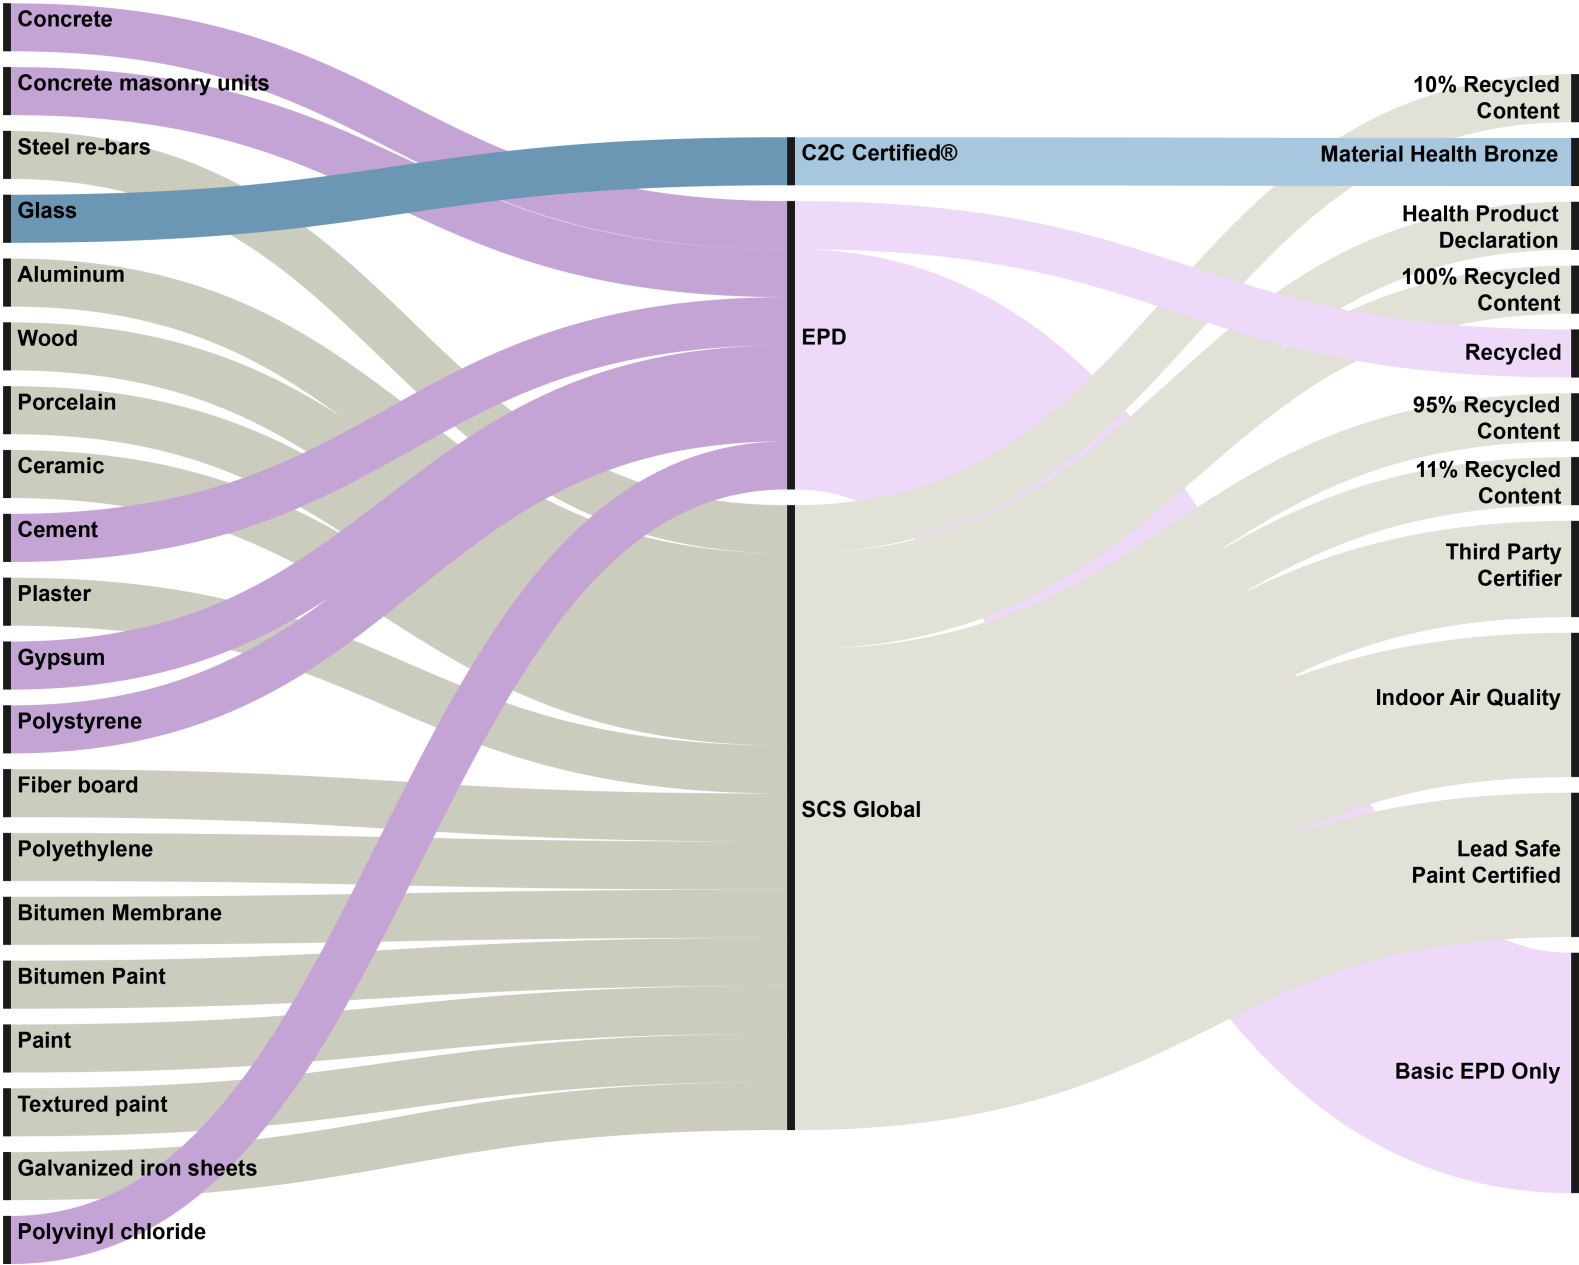 Concrete
Concrete masonry units
Steel re-bars
Glass
Aluminum
Wood
Porcelain
Ceramic
Cement
Plaster
Gypsum
Polystyrene
Fiber board
Polyethylene
Bitumen Membrane
Bitumen Paint
Paint
Textured paint
Galvanized iron sheets
Polyvinyl chloride
C2C Certified®
EPD
SCS Global
10% Recycled
Content
Material Health Bronze
Health Product
Declaration
100% Recycled
Content
Recycled
95% Recycled
Content
11% Recycled
Content
Third Party
Certifier
Indoor Air Quality
Lead Safe
Paint Certified
Basic EPD Only